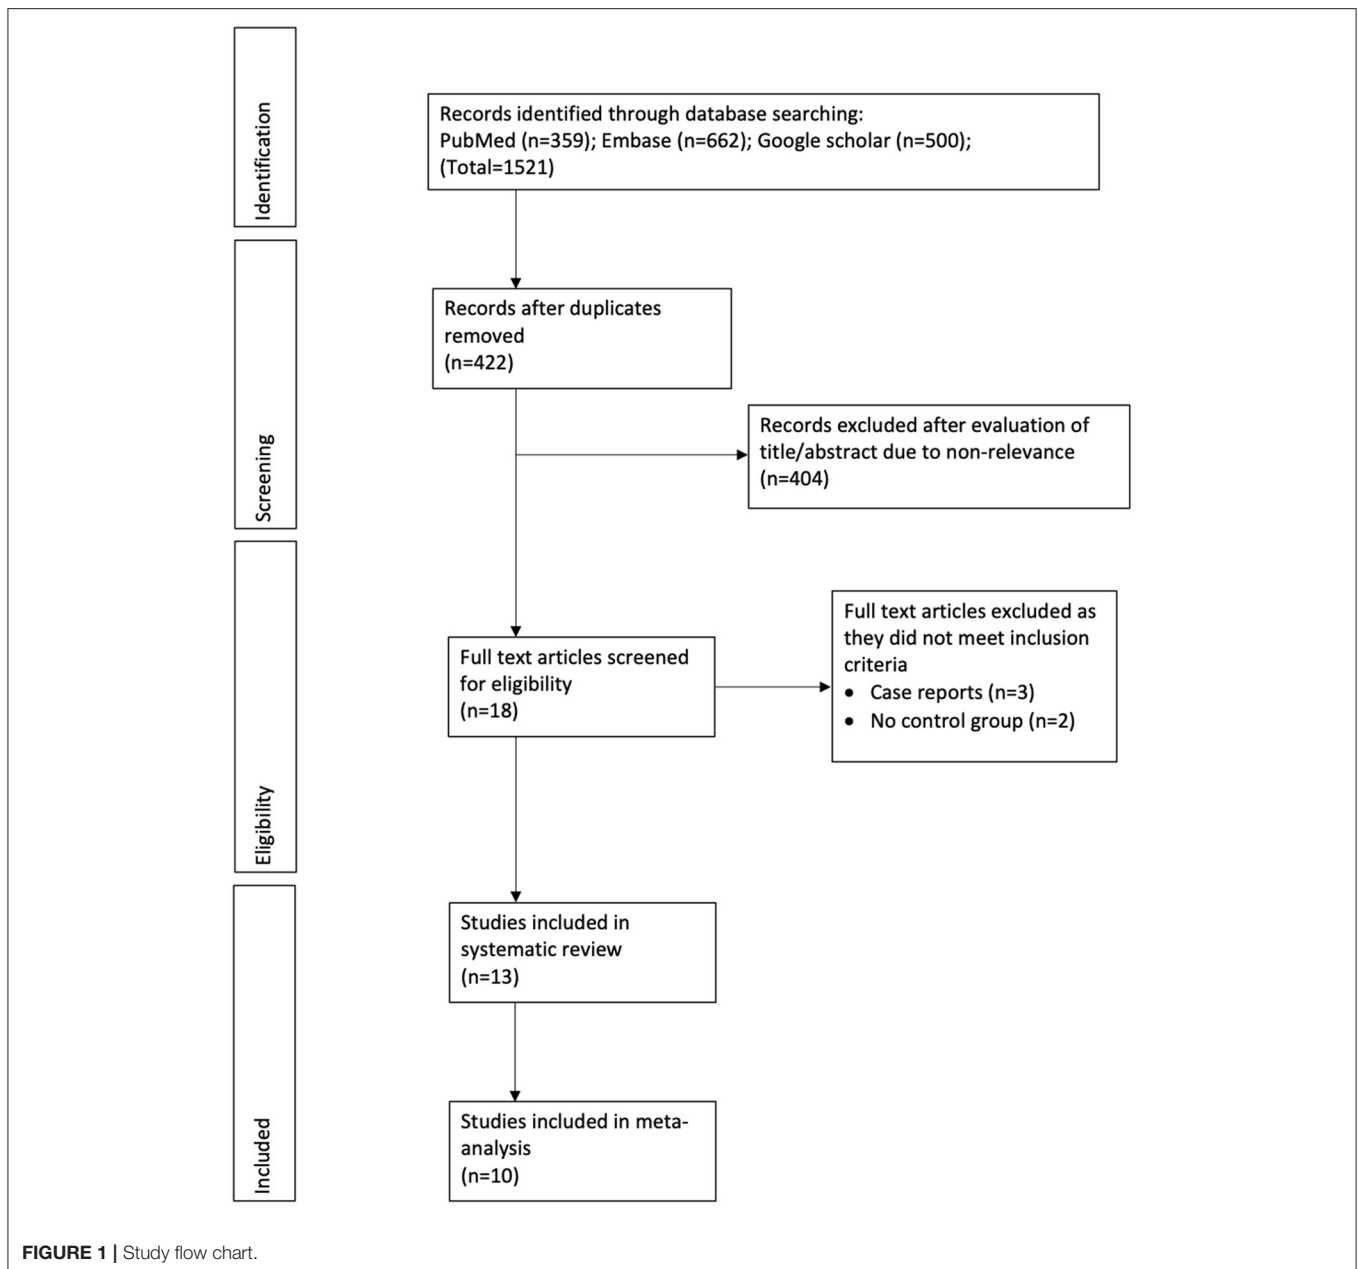 Identification
Records identified through database searching:
PubMed (n=359); Embase (n=662); Google scholar (n=500);
(Total=1521)
Screening
Records after duplicates
removed
(n=422)
Records excluded after evaluation of
title/abstract due to non-relevance
(n=404)
Eligibility
Full text articles screened
for eligibility
(n=18)
Full text articles excluded as
they did not meet inclusion
criteria
• Case reports (n=3)
• No control group (n=2)
Included
Studies included in
systematic review
(n=13)
Studies included in meta-
analysis
(n=10)
FIGURE 1 | Study flow chart.